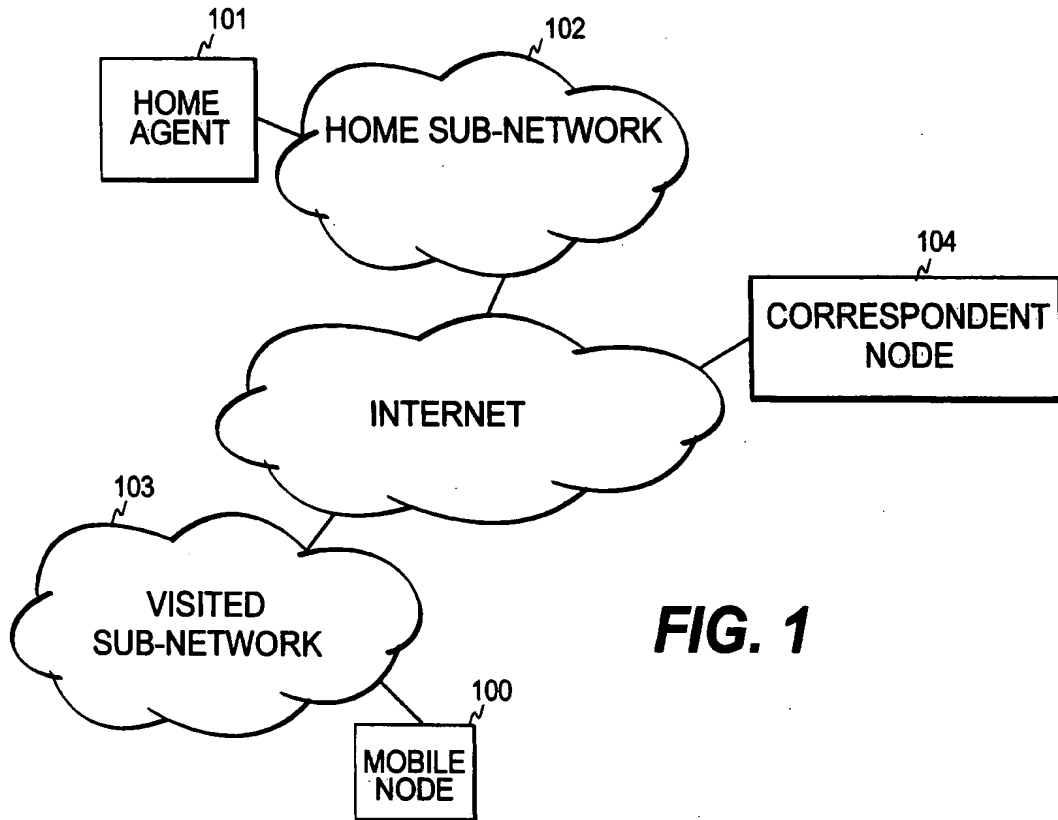 101
102
HOME
AGENT
HOME SUB-NETWORK
104
CORRESPONDENT
NODE
INTERNET
103
VISITED
SUB-NETWORK
FIG. 1
100
MOBILE
NODE